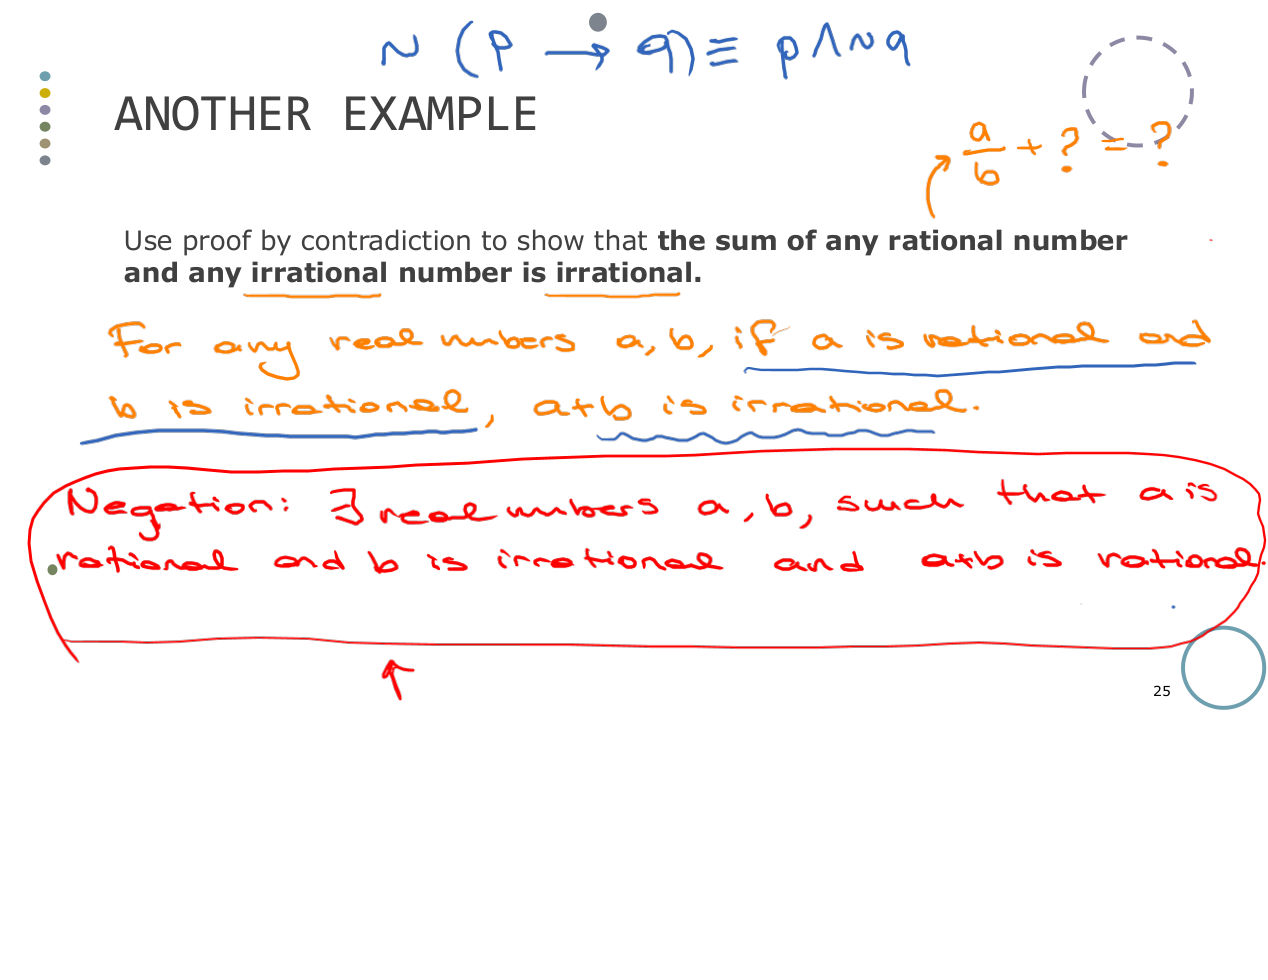 ~ (p → q) ≡ p ∧ ~q
ANOTHER EXAMPLE
a/b + ? = ?
Use proof by contradiction to show that the sum of any rational number
and any irrational number is irrational.
For any real numbers a, b, if a is rational and
b is irrational, a+b is irrational.
Negation: ∃ real numbers a, b, such that a is
rational and b is irrational and a+b is rational.
25